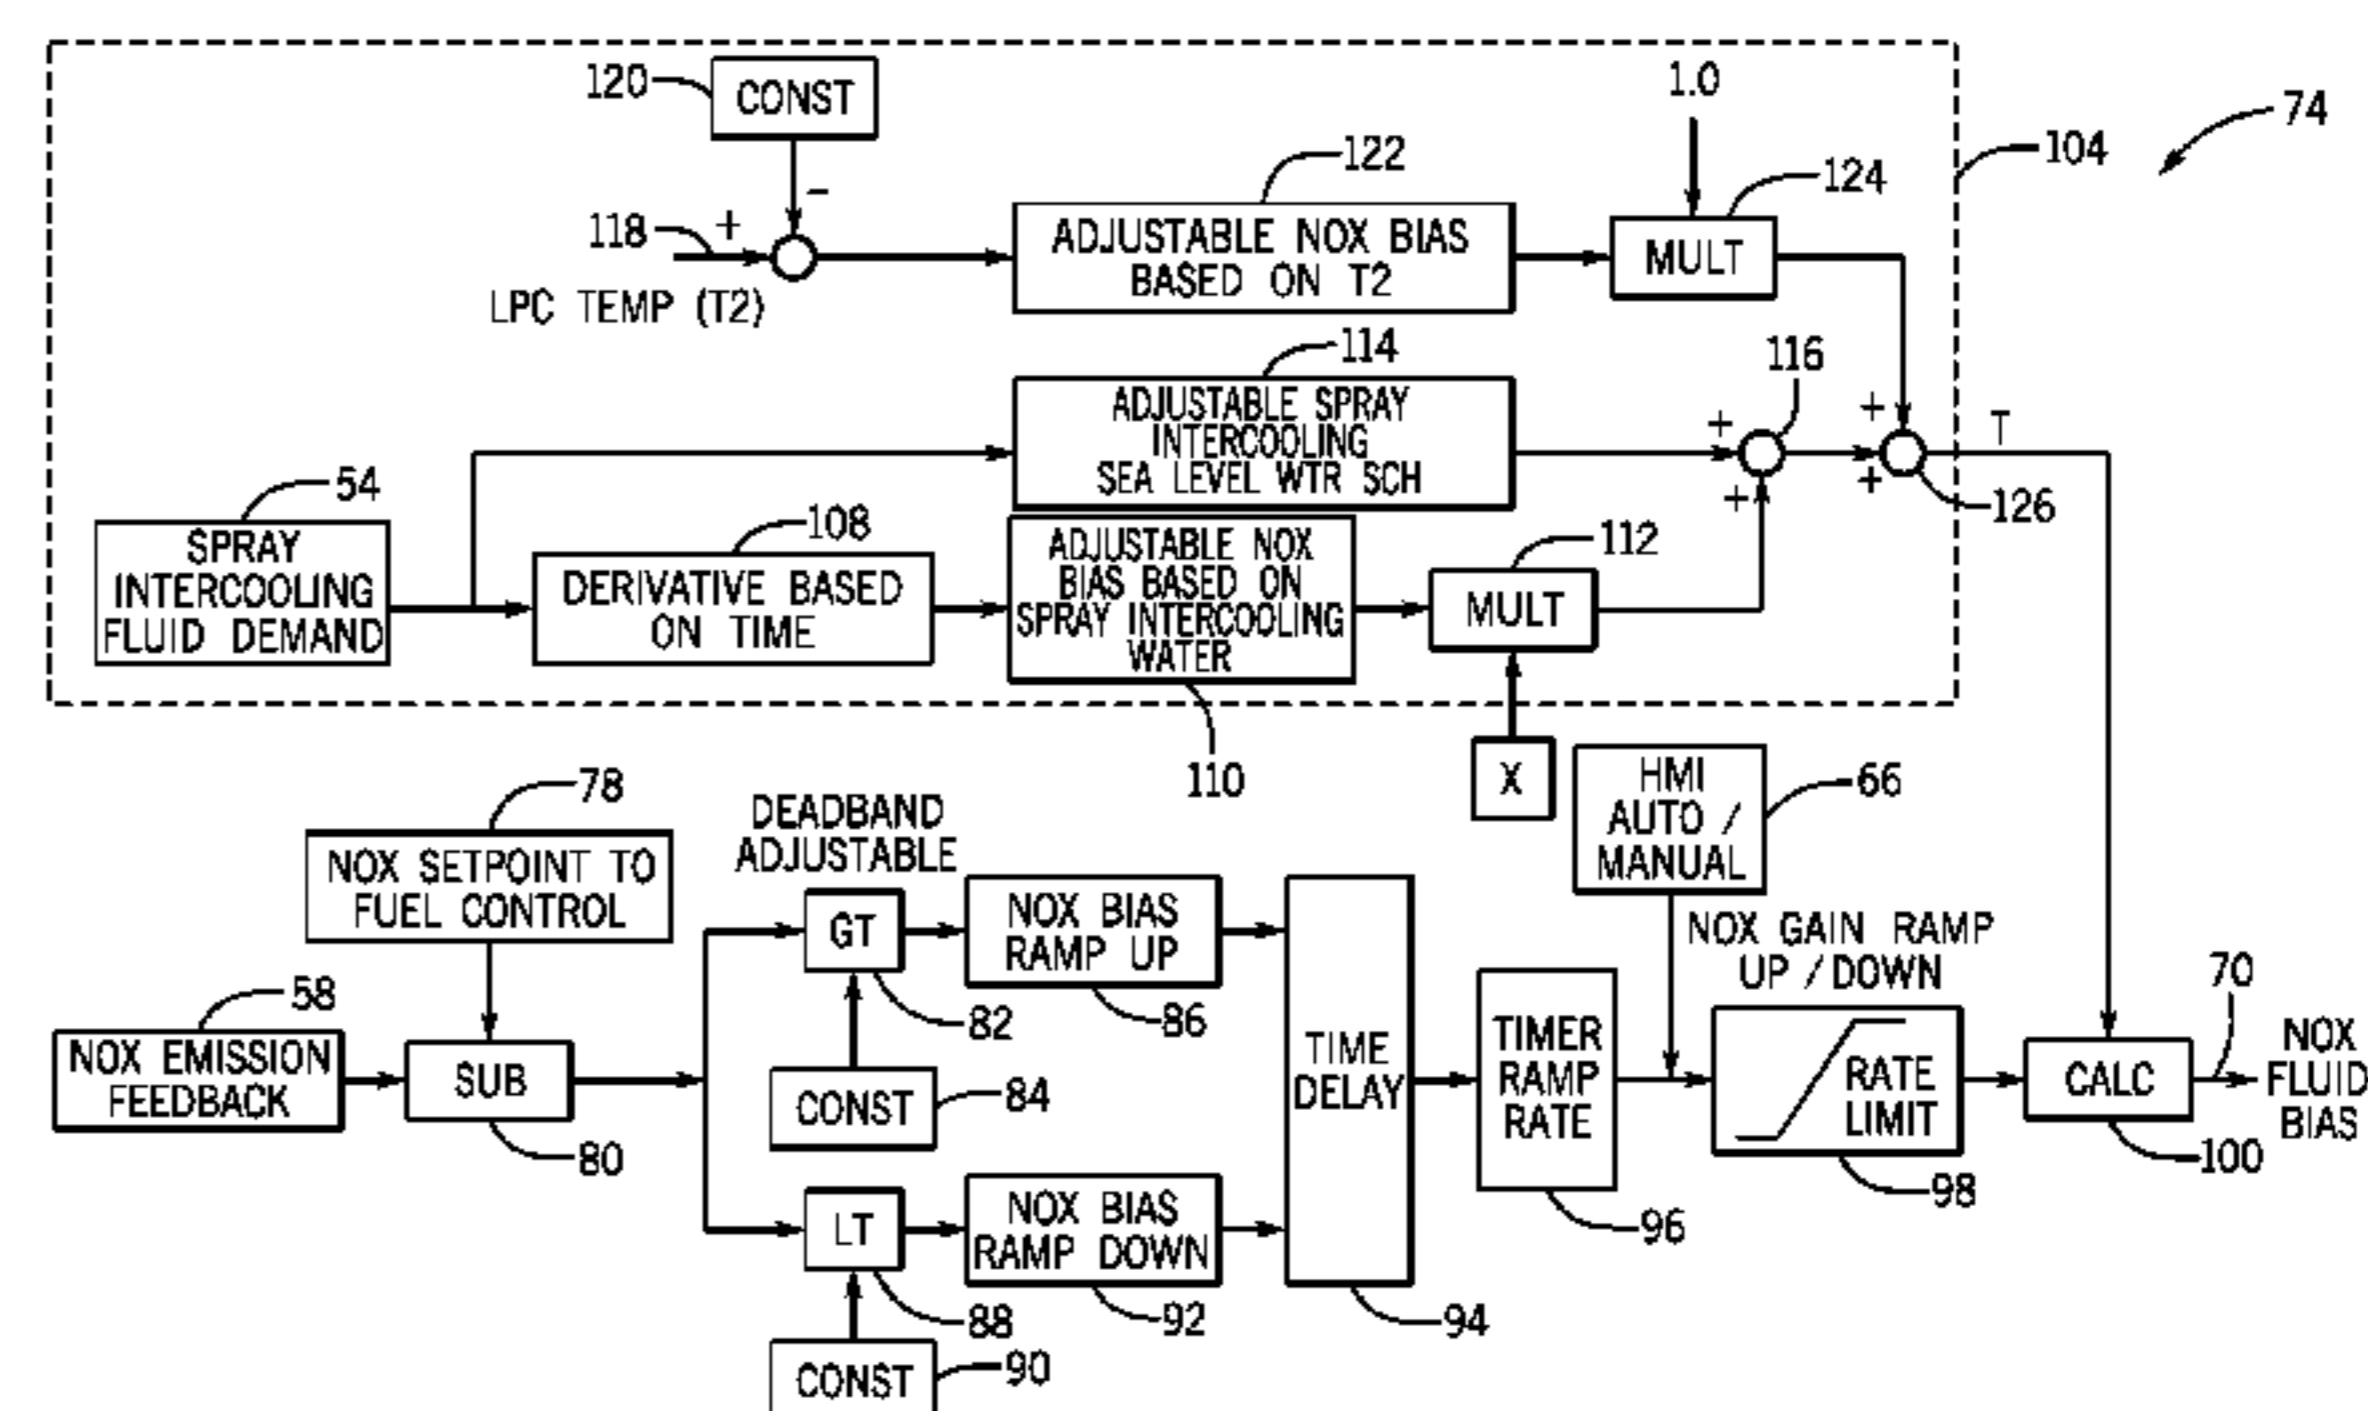 120
CONST
1.0
74
104
122
124
-
+
118
ADJUSTABLE NOX BIAS
BASED ON T2
MULT
LPC TEMP (T2)
114
116
ADJUSTABLE SPRAY
INTERCOOLING
SEA LEVEL WTR SCH
+
+
+
+
T
126
54
SPRAY
INTERCOOLING
FLUID DEMAND
108
DERIVATIVE BASED
ON TIME
ADJUSTABLE NOX
BIAS BASED ON
SPRAY INTERCOOLING
WATER
112
MULT
110
X
HMI
AUTO /
MANUAL
66
78
NOX SETPOINT TO
FUEL CONTROL
DEADBAND
ADJUSTABLE
GT
NOX BIAS
RAMP UP
82
86
NOX GAIN RAMP
UP / DOWN
70
58
NOX EMISSION
FEEDBACK
SUB
80
CONST
84
TIME
DELAY
TIMER
RAMP
RATE
RATE
LIMIT
CALC
NOX
FLUID
BIAS
100
98
96
LT
NOX BIAS
RAMP DOWN
88
92
94
CONST
90